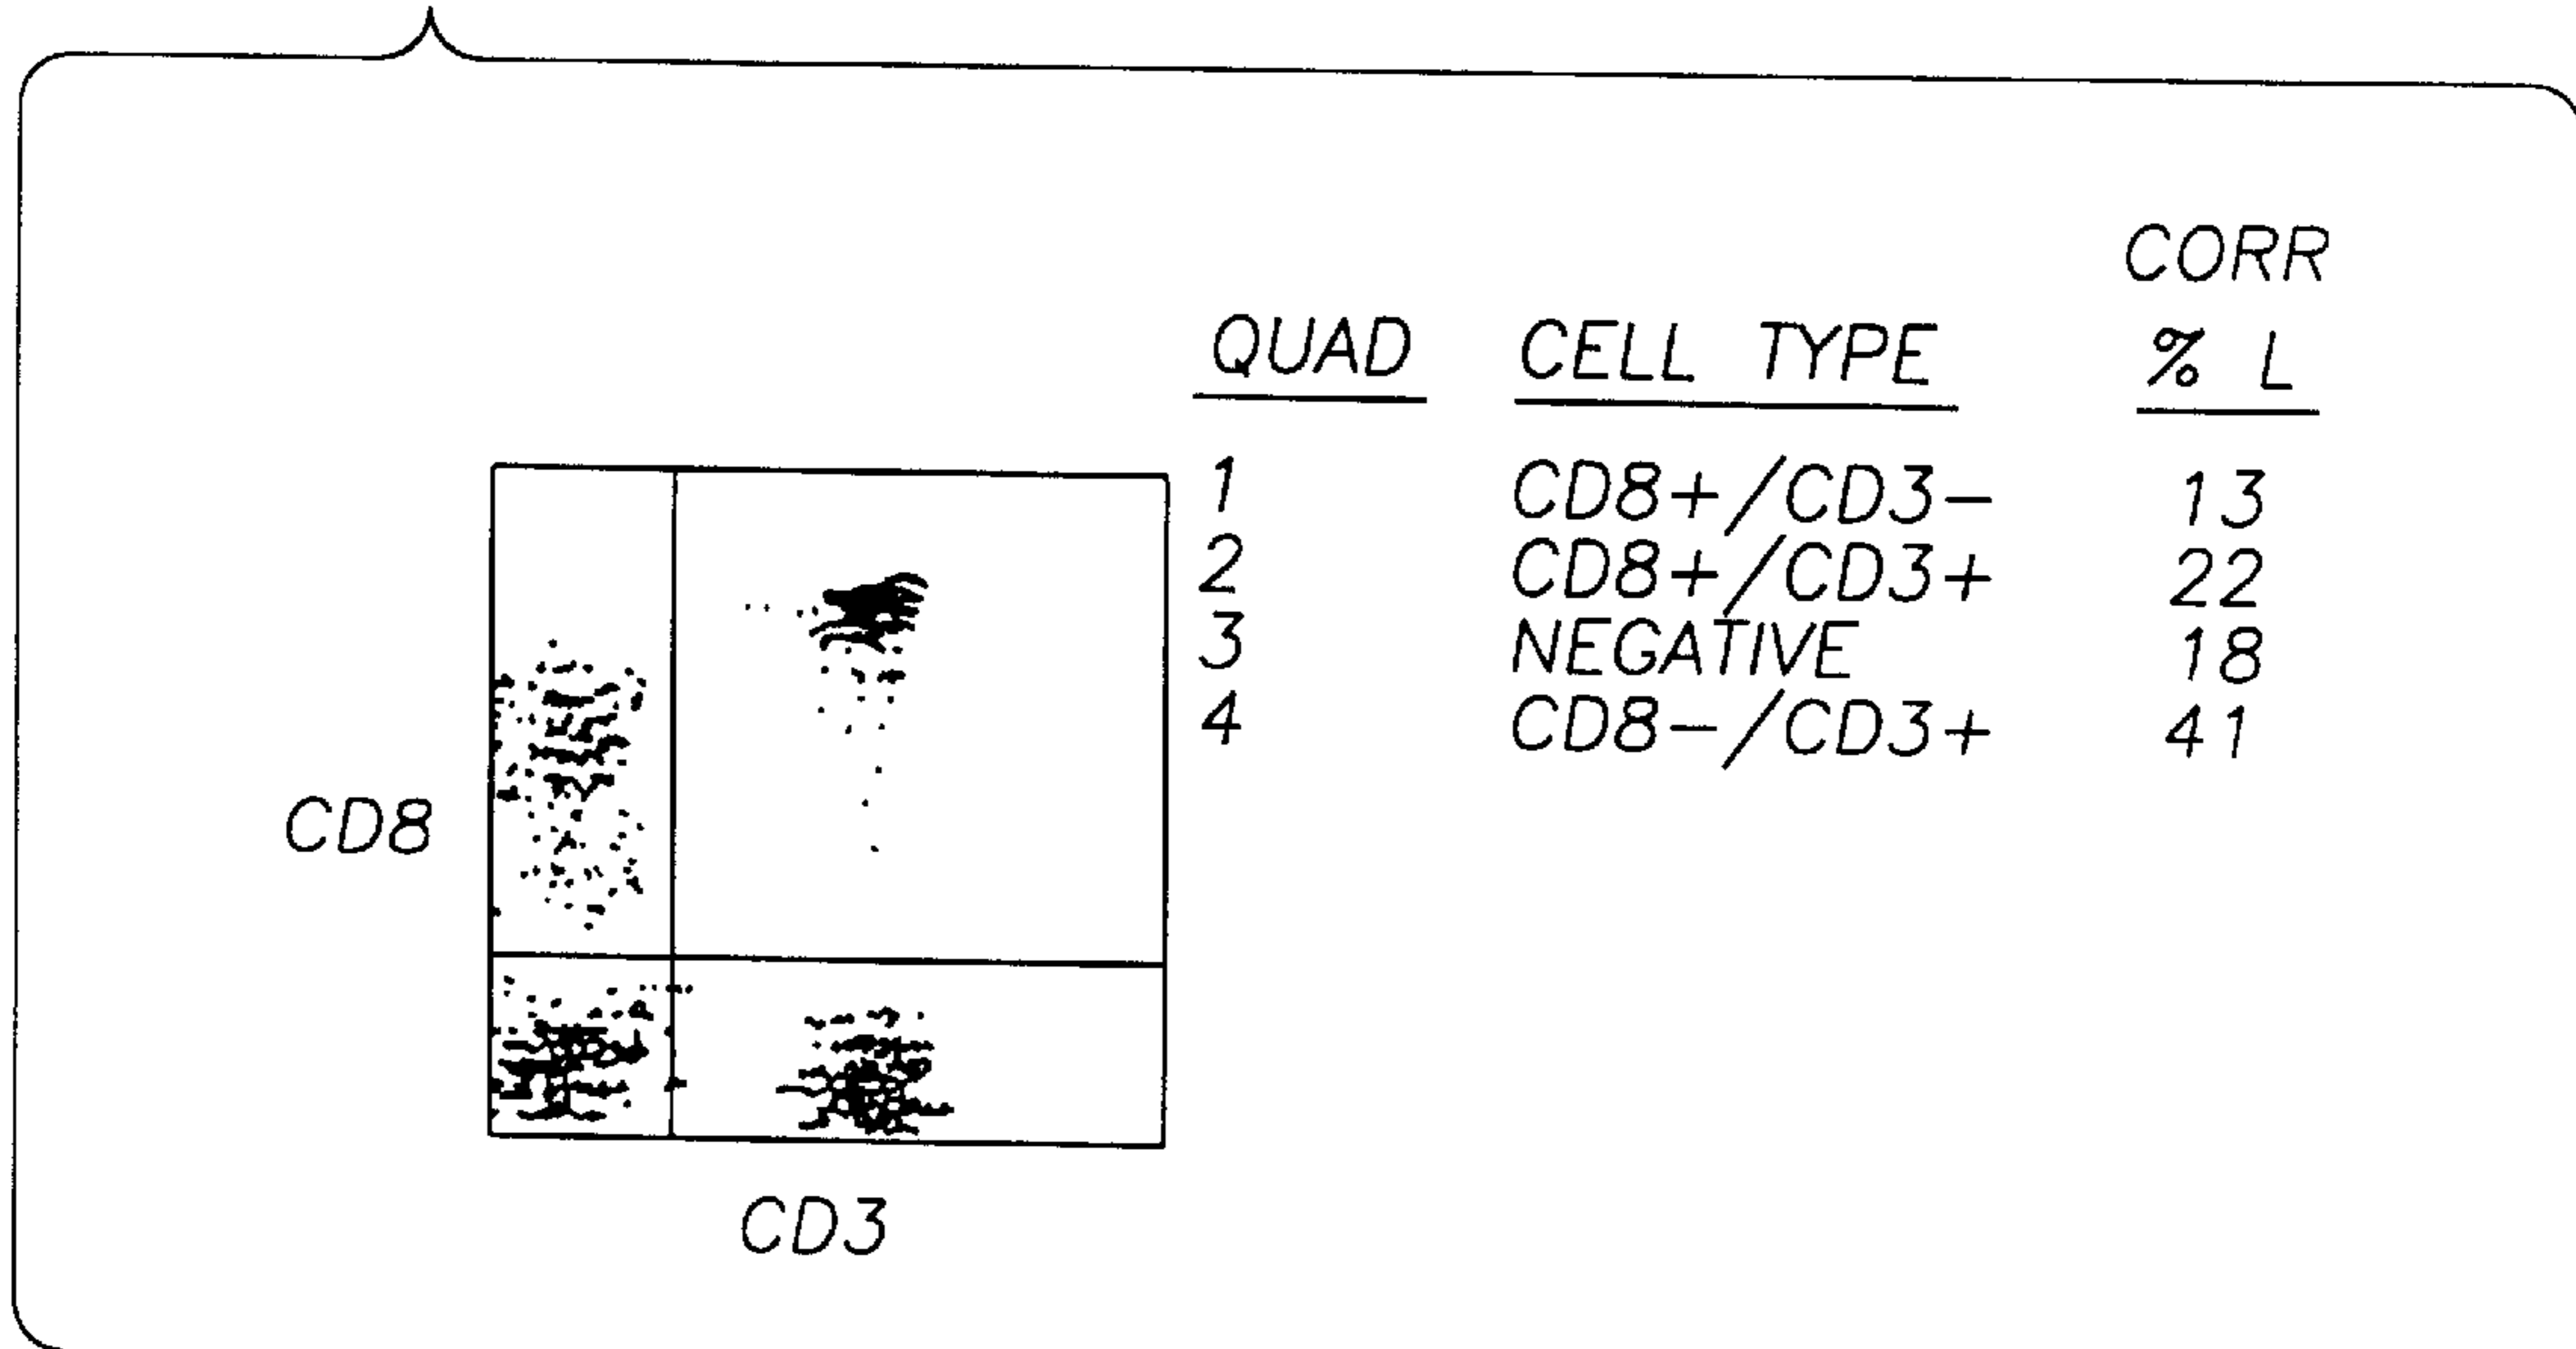 CORR
QUAD CELL TYPE % L
1 CD8+/CD3- 13
2 CD8+/CD3+ 22
3 NEGATIVE 18
4 CD8-/CD3+ 41
CD8
CD3